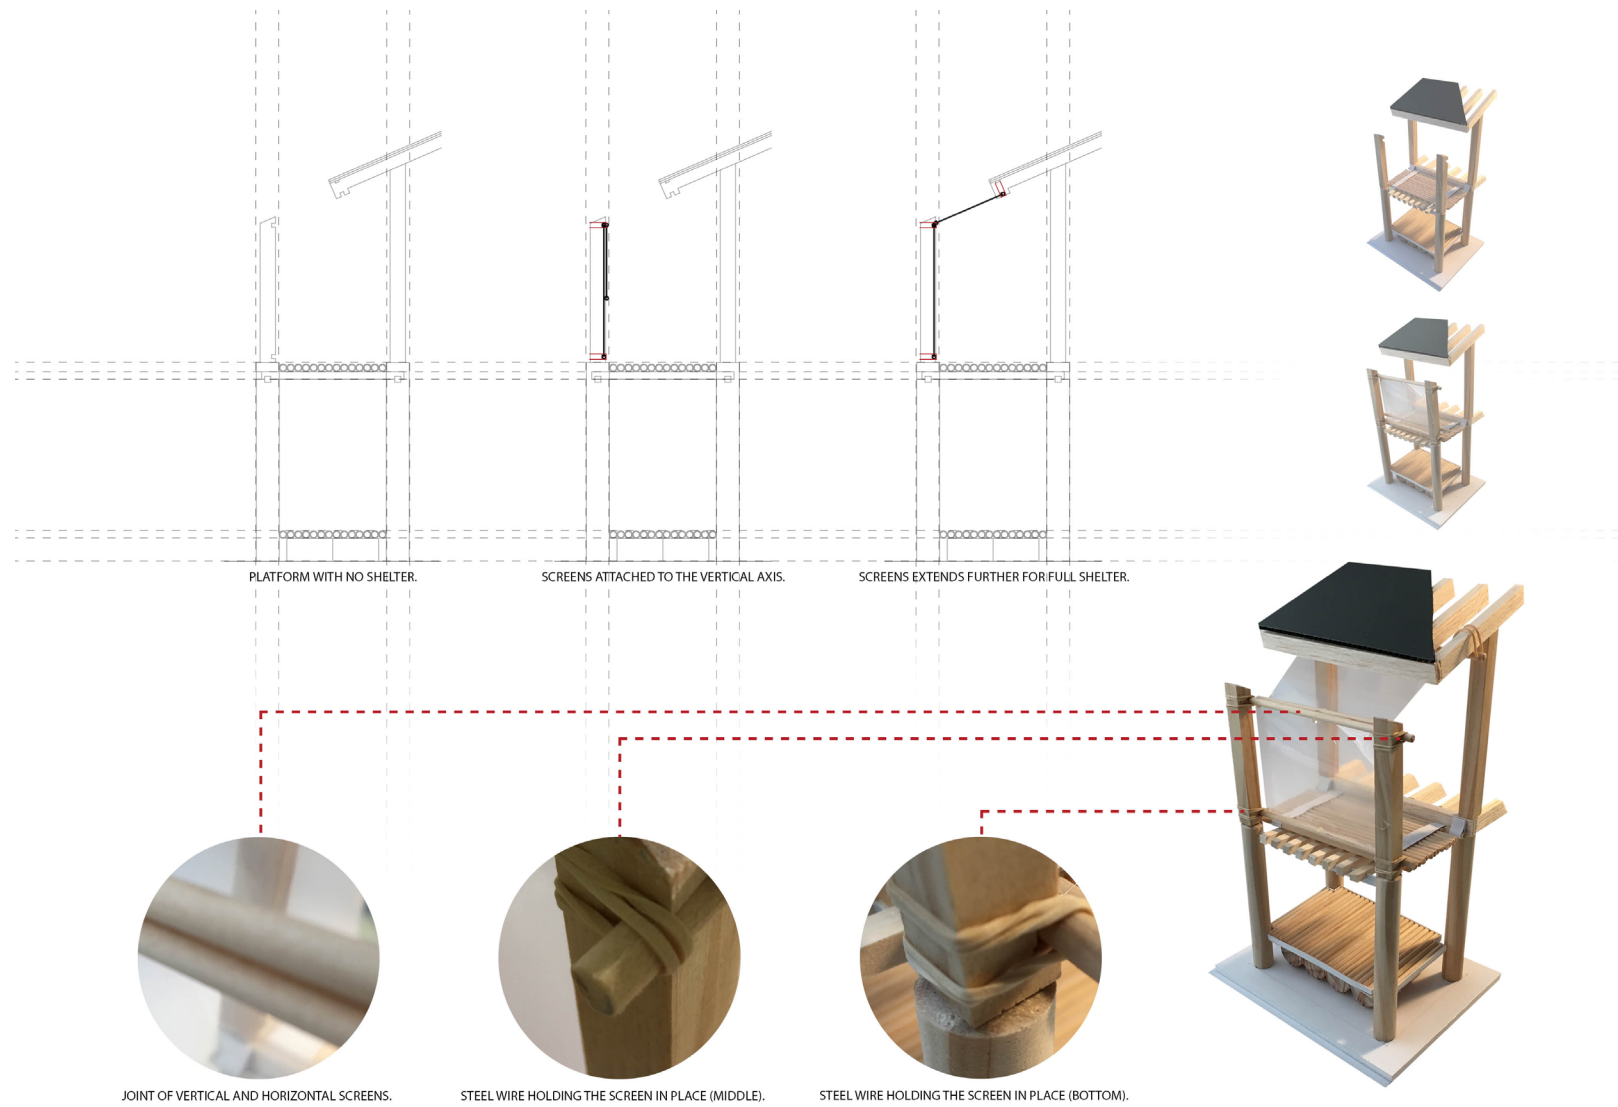 PLATFORM WITH NO SHELTER.
SCREENS ATTACHED TO THE VERTICAL AXIS.
SCREENS EXTENDS FURTHER FOR FULL SHELTER.
JOINT OF VERTICAL AND HORIZONTAL SCREENS.
STEEL WIRE HOLDING THE SCREEN IN PLACE (MIDDLE).
STEEL WIRE HOLDING THE SCREEN IN PLACE (BOTTOM).